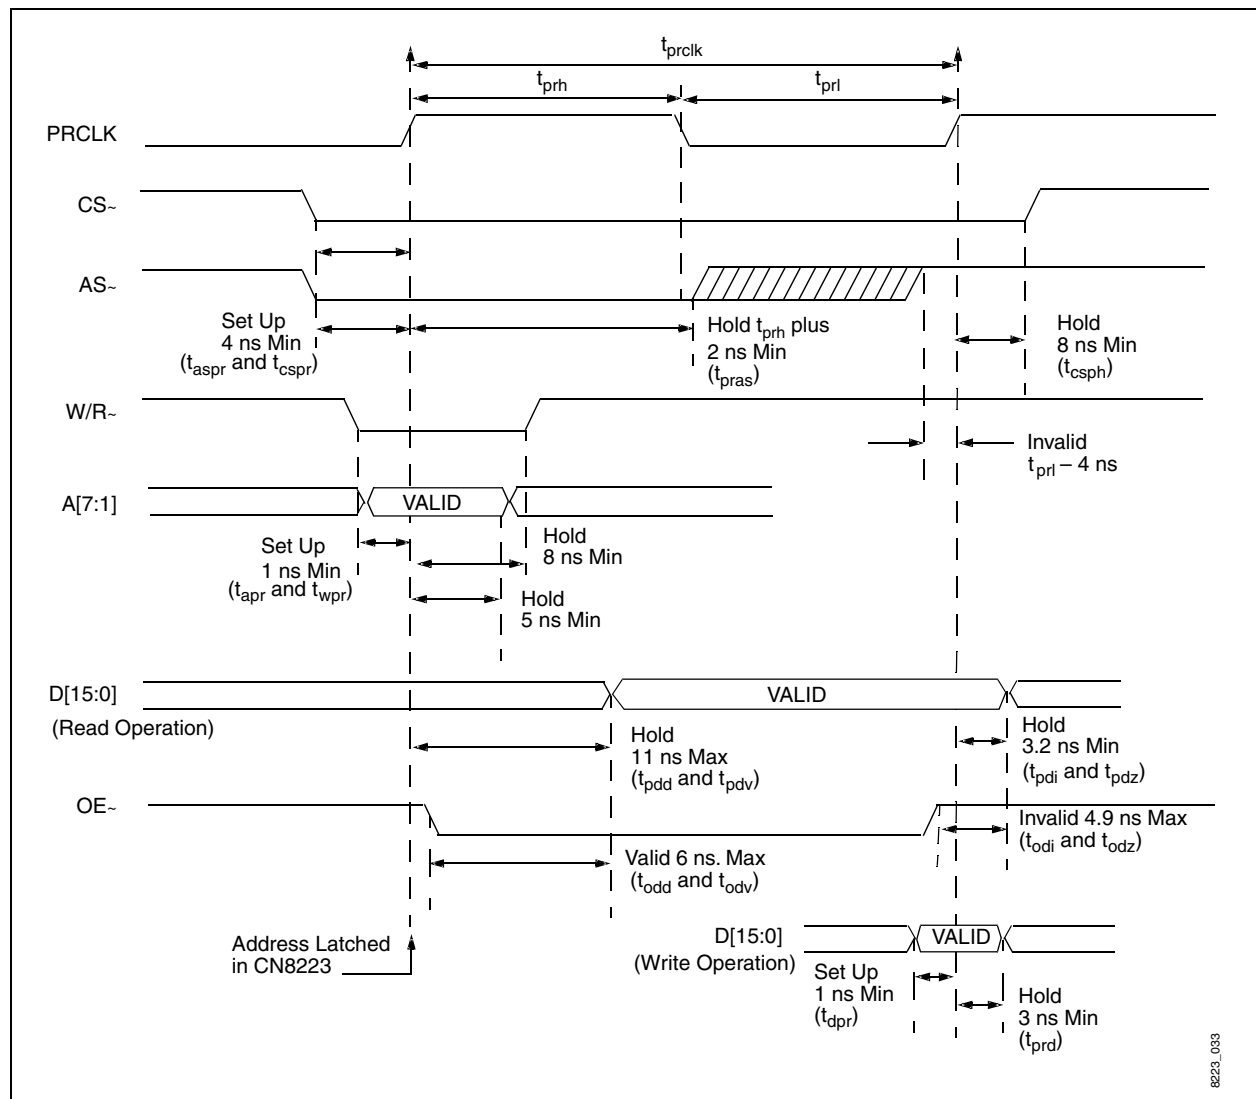 tprclk
tprh
tprl
PRCLK
CS~
AS~
Set Up
4 ns Min
(taspr and tcspr)
Hold tprh plus
2 ns Min
(tpras)
Hold
8 ns Min
(tcsph)
W/R~
Invalid
tprl – 4 ns
A[7:1]
VALID
Set Up
1 ns Min
(tapr and twpr)
Hold
8 ns Min
Hold
5 ns Min
D[15:0]
(Read Operation)
VALID
Hold
11 ns Max
(tpdd and tpdv)
Hold
3.2 ns Min
(tpdi and tpdz)
OE~
Valid 6 ns. Max
(todd and todv)
Invalid 4.9 ns Max
(todi and todz)
Address Latched
in CN8223
D[15:0]
(Write Operation)
VALID
Set Up
1 ns Min
(tdpr)
Hold
3 ns Min
(tprd)
8223_033